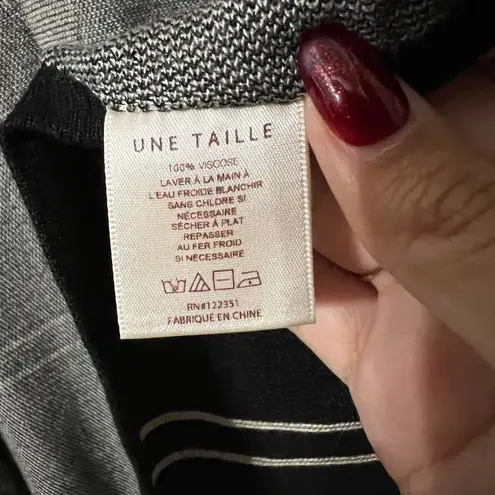 UNE TAILLE
100% VISCOSE
LAVER À LA MAIN À
L'EAU FROIDE BLANCHIR
SANS CHLORE SI
NÉCESSAIRE
SÉCHER À PLAT
REPASSER
AU FER FROID
SI NÉCESSAIRE
RN#122351
FABRIQUÉ EN CHINE